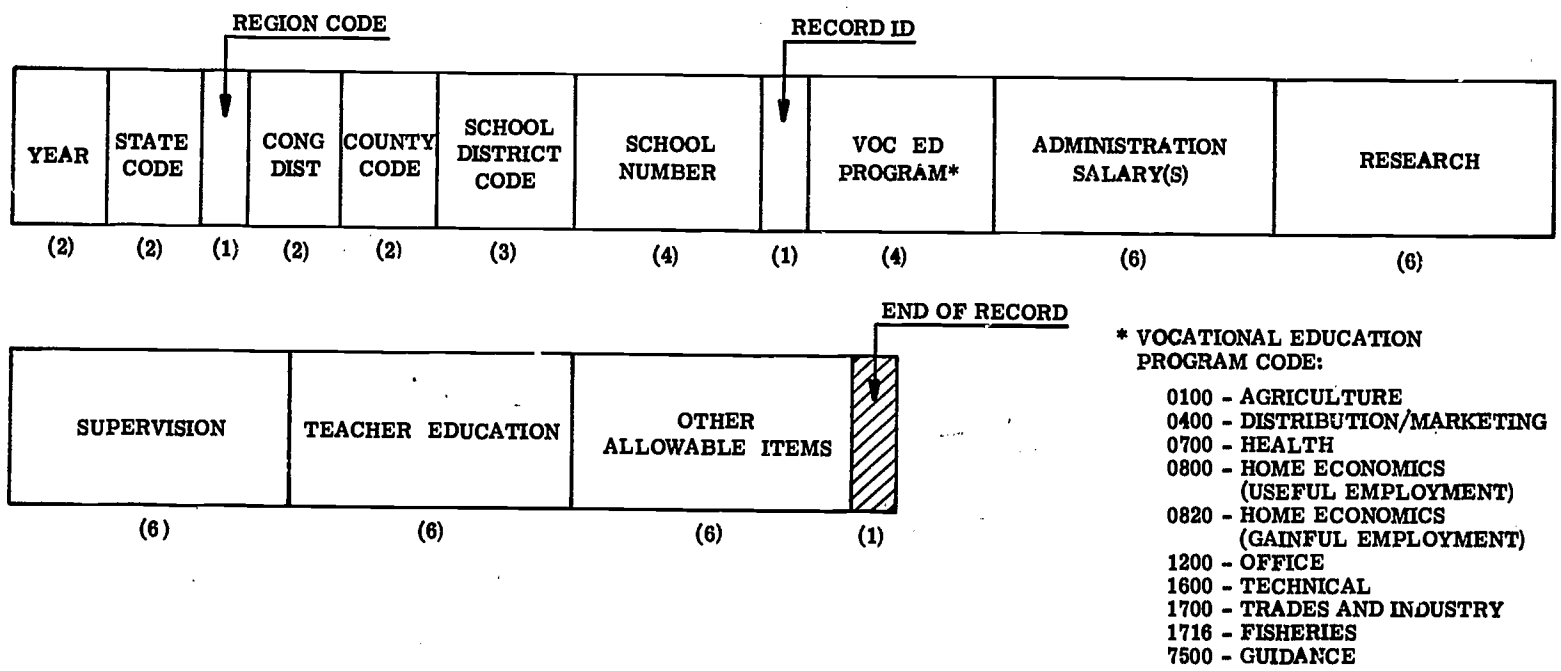 REGION CODE
RECORD ID
YEAR
STATE
CODE
CONG
DIST
COUNTY
CODE
SCHOOL
DISTRICT
CODE
SCHOOL
NUMBER
VOC ED
PROGRAM*
ADMINISTRATION
SALARY(S)
RESEARCH
(2)
(2)
(1)
(2)
(2)
(3)
(4)
(1)
(4)
(6)
(6)
END OF RECORD
SUPERVISION
TEACHER EDUCATION
OTHER
ALLOWABLE ITEMS
(6)
(6)
(6)
(1)
* VOCATIONAL EDUCATION
PROGRAM CODE:
0100 - AGRICULTURE
0400 - DISTRIBUTION/MARKETING
0700 - HEALTH
0800 - HOME ECONOMICS
(USEFUL EMPLOYMENT)
0820 - HOME ECONOMICS
(GAINFUL EMPLOYMENT)
1200 - OFFICE
1600 - TECHNICAL
1700 - TRADES AND INDUSTRY
1716 - FISHERIES
7500 - GUIDANCE